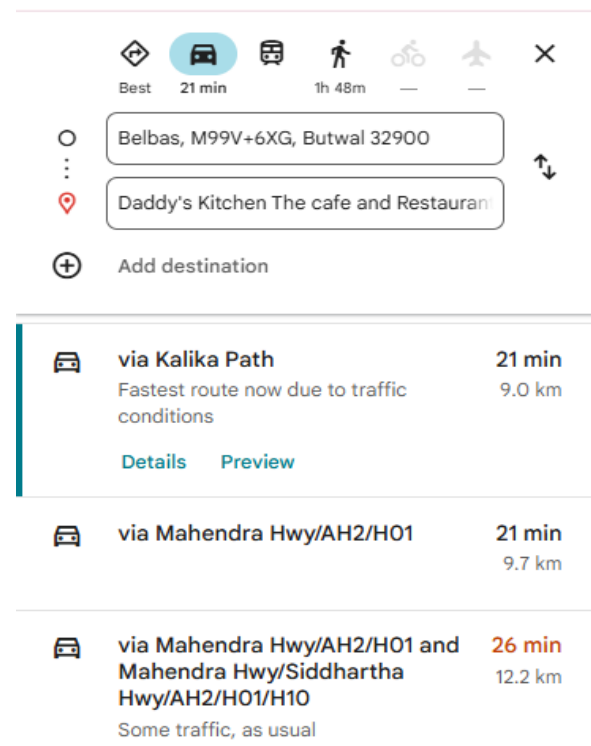 Best
21 min
1h 48m
—
—
Belbas, M99V+6XG, Butwal 32900
Daddy's Kitchen The cafe and Restaurant
Add destination
via Kalika Path
21 min
Fastest route now due to traffic
conditions
9.0 km
Details
Preview
via Mahendra Hwy/AH2/H01
21 min
9.7 km
via Mahendra Hwy/AH2/H01 and
Mahendra Hwy/Siddhartha
Hwy/AH2/H01/H10
26 min
12.2 km
Some traffic, as usual